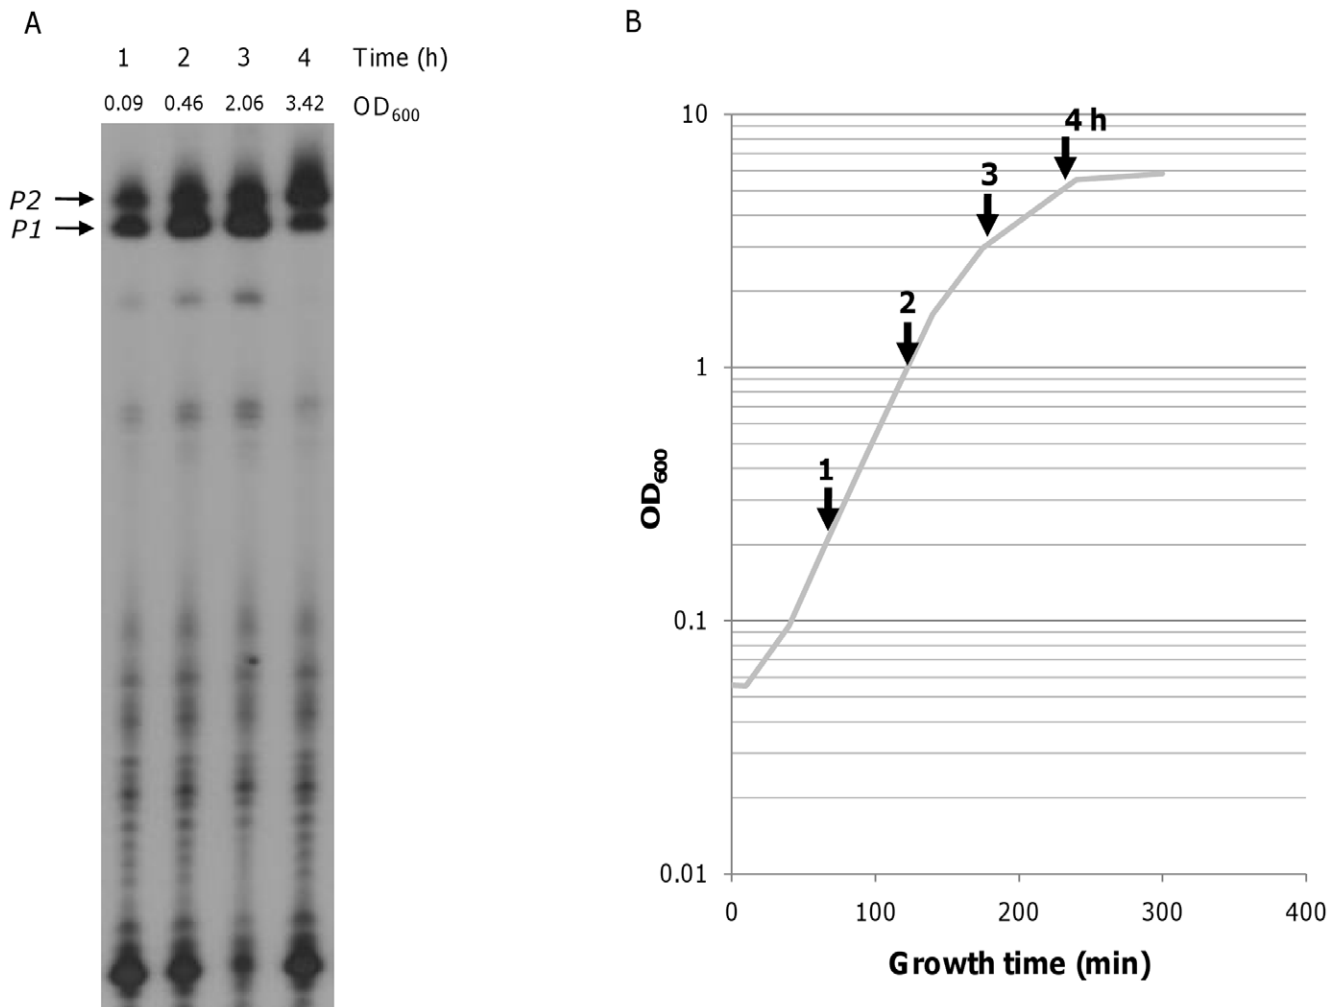 A
1 2 3 4 Time (h)
0.09 0.46 2.06 3.42 OD600
P2
P1
B
10
4 h
3
2
1
1
OD600
0.1
0.01
0 100 200 300 400
Growth time (min)